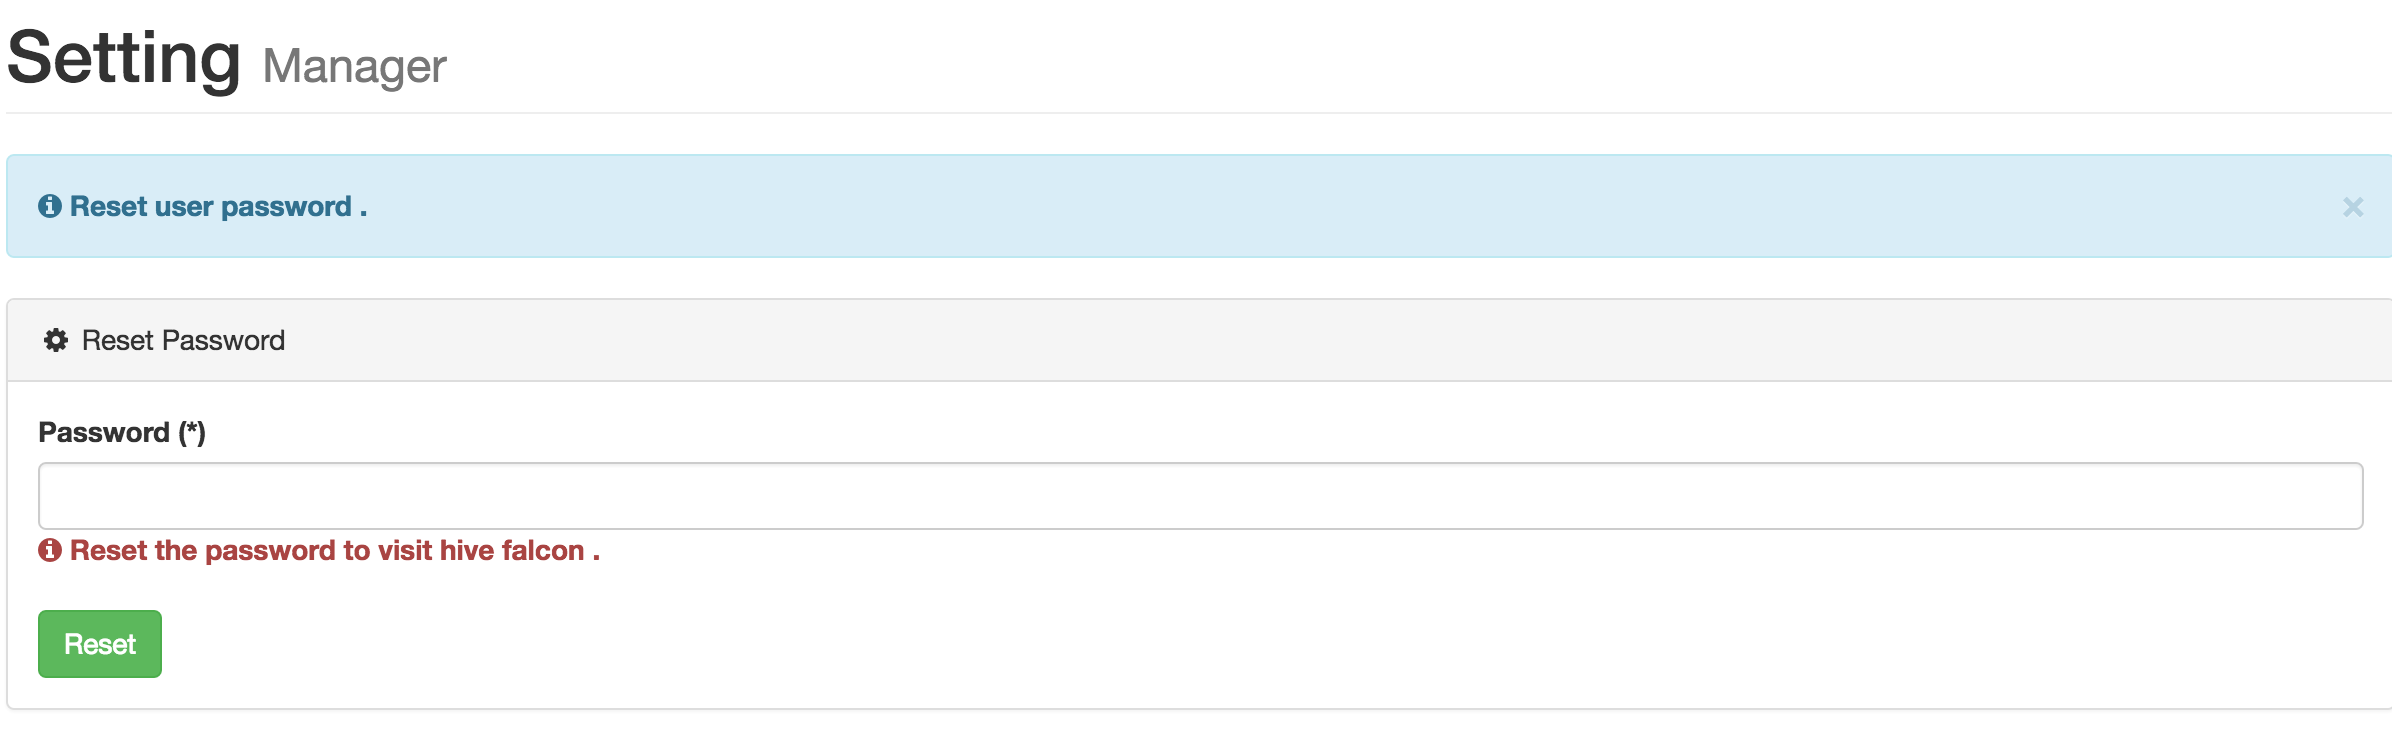 Setting Manager
Reset user password .
×
Reset Password
Password (*)
Reset the password to visit hive falcon .
Reset